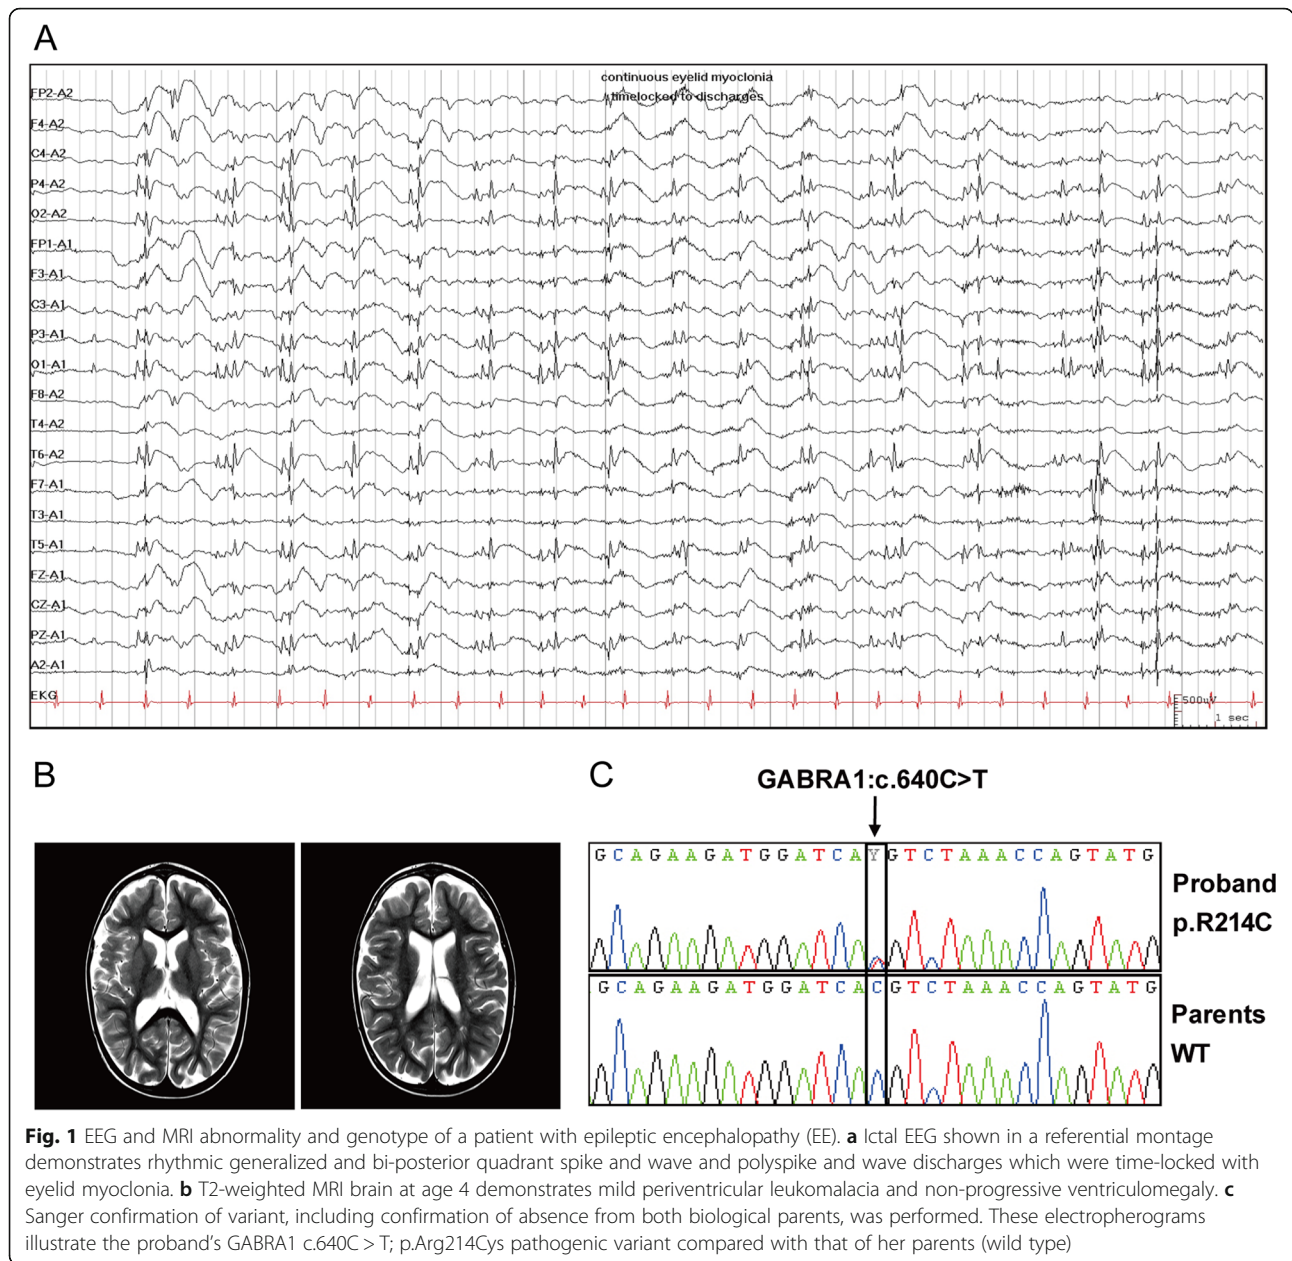 A
continuous eyelid myoclonia
timelocked to discharges
FP2-A2
F4-A2
C4-A2
P4-A2
O2-A2
FP1-A1
F3-A1
C3-A1
P3-A1
O1-A1
F8-A2
T4-A2
T6-A2
F7-A1
T3-A1
T5-A1
FZ-A1
CZ-A1
PZ-A1
A2-A1
EKG
500uV
1 sec
B
C
GABRA1:c.640C>T
G C A G A A G A T G G A T C A Y G T C T A A A C C A G T A T G
Proband
p.R214C
G C A G A A G A T G G A T C A C G T C T A A A C C A G T A T G
Parents
WT
Fig. 1 EEG and MRI abnormality and genotype of a patient with epileptic encephalopathy (EE). a Ictal EEG shown in a referential montage
demonstrates rhythmic generalized and bi-posterior quadrant spike and wave and polyspike and wave discharges which were time-locked with
eyelid myoclonia. b T2-weighted MRI brain at age 4 demonstrates mild periventricular leukomalacia and non-progressive ventriculomegaly. c
Sanger confirmation of variant, including confirmation of absence from both biological parents, was performed. These electropherograms
illustrate the proband's GABRA1 c.640C > T; p.Arg214Cys pathogenic variant compared with that of her parents (wild type)